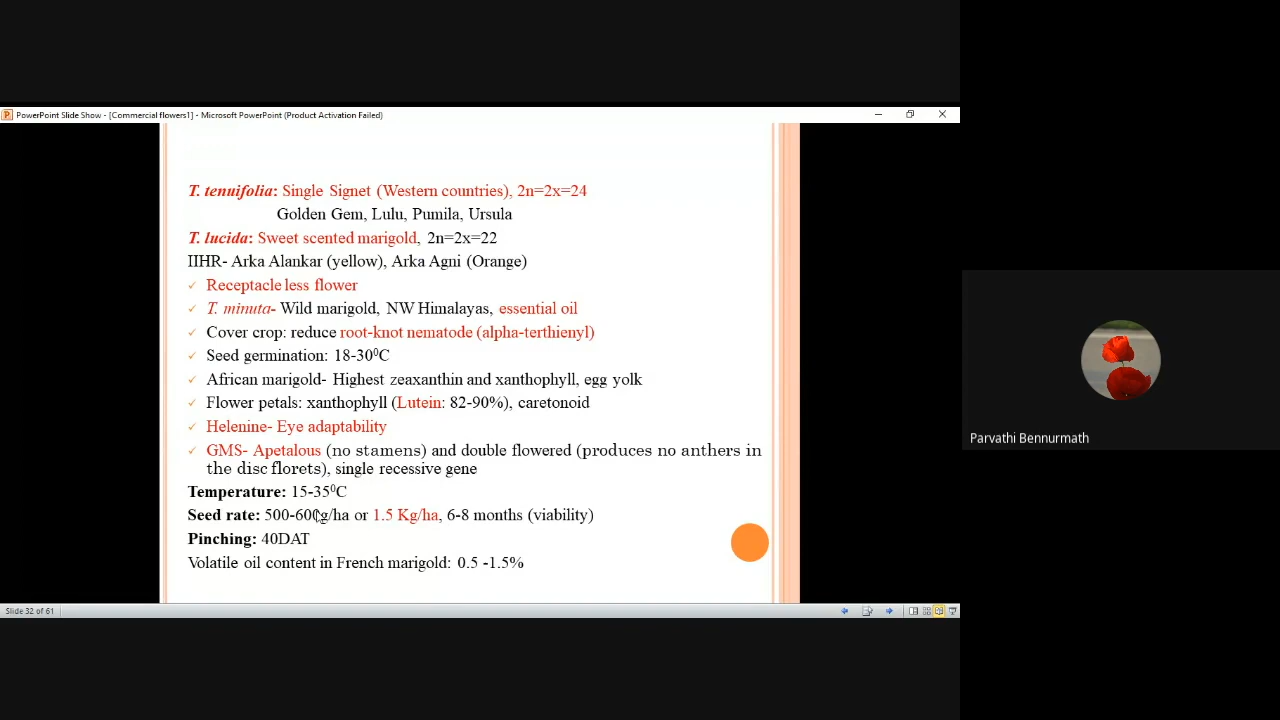 PowerPoint Slide Show - [Commercial flowers1] - Microsoft PowerPoint (Product Activation Failed)
T. tenuifolia: Single Signet (Western countries), 2n=2x=24
Golden Gem, Lulu, Pumila, Ursula
T. lucida: Sweet scented marigold, 2n=2x=22
IIHR- Arka Alankar (yellow), Arka Agni (Orange)
✓ Receptacle less flower
✓ T. minuta- Wild marigold, NW Himalayas, essential oil
✓ Cover crop: reduce root-knot nematode (alpha-terthienyl)
✓ Seed germination: 18-30⁰C
✓ African marigold- Highest zeaxanthin and xanthophyll, egg yolk
✓ Flower petals: xanthophyll (Lutein: 82-90%), caretonoid
✓ Helenine- Eye adaptability
✓ GMS- Apetalous (no stamens) and double flowered (produces no anthers in
the disc florets), single recessive gene
Temperature: 15-35⁰C
Seed rate: 500-600g/ha or 1.5 Kg/ha, 6-8 months (viability)
Pinching: 40DAT
Volatile oil content in French marigold: 0.5 -1.5%
Slide 32 of 61
Parvathi Bennurmath